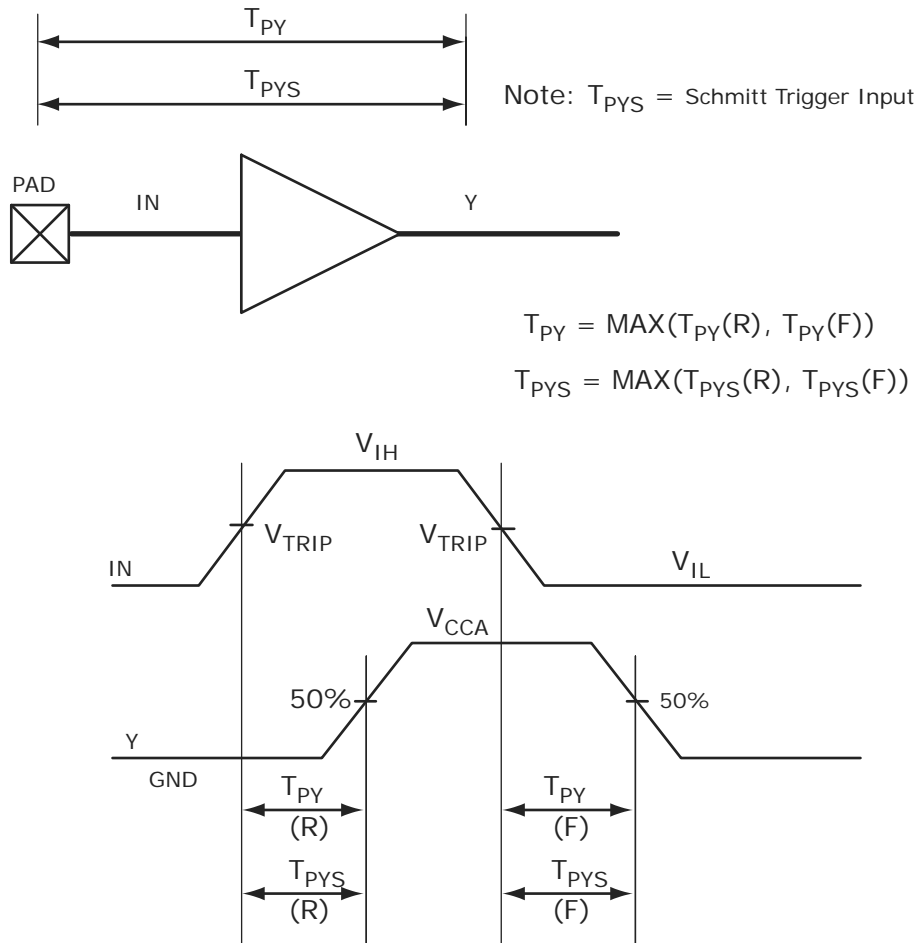 T_PY
T_PYS
Note: T_PYS = Schmitt Trigger Input
PAD
IN
Y
T_PY = MAX(T_PY(R), T_PY(F))
T_PYS = MAX(T_PYS(R), T_PYS(F))
V_IH
V_TRIP
V_TRIP
IN
V_IL
V_CCA
50%
50%
Y
GND
T_PY
(R)
T_PY
(F)
T_PYS
(R)
T_PYS
(F)